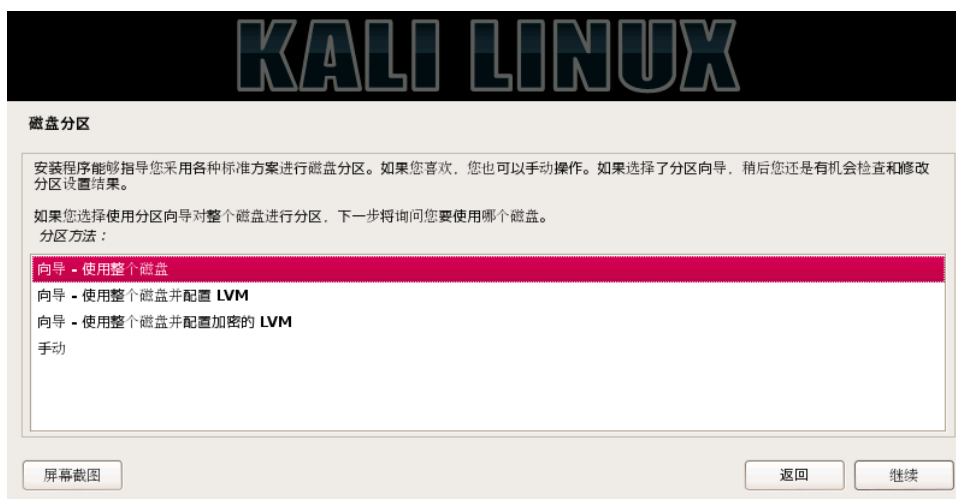 KALI LINUX
磁盘分区
安装程序能够指导您采用各种标准方案进行磁盘分区。如果您喜欢，您也可以手动操作。如果选择了分区向导，稍后您还是有机会检查和修改
分区设置结果。
如果您选择使用分区向导对整个磁盘进行分区，下一步将询问您要使用哪个磁盘。
分区方法：
向导 - 使用整个磁盘
向导 - 使用整个磁盘并配置 LVM
向导 - 使用整个磁盘并配置加密的 LVM
手动
屏幕截图
返回
继续